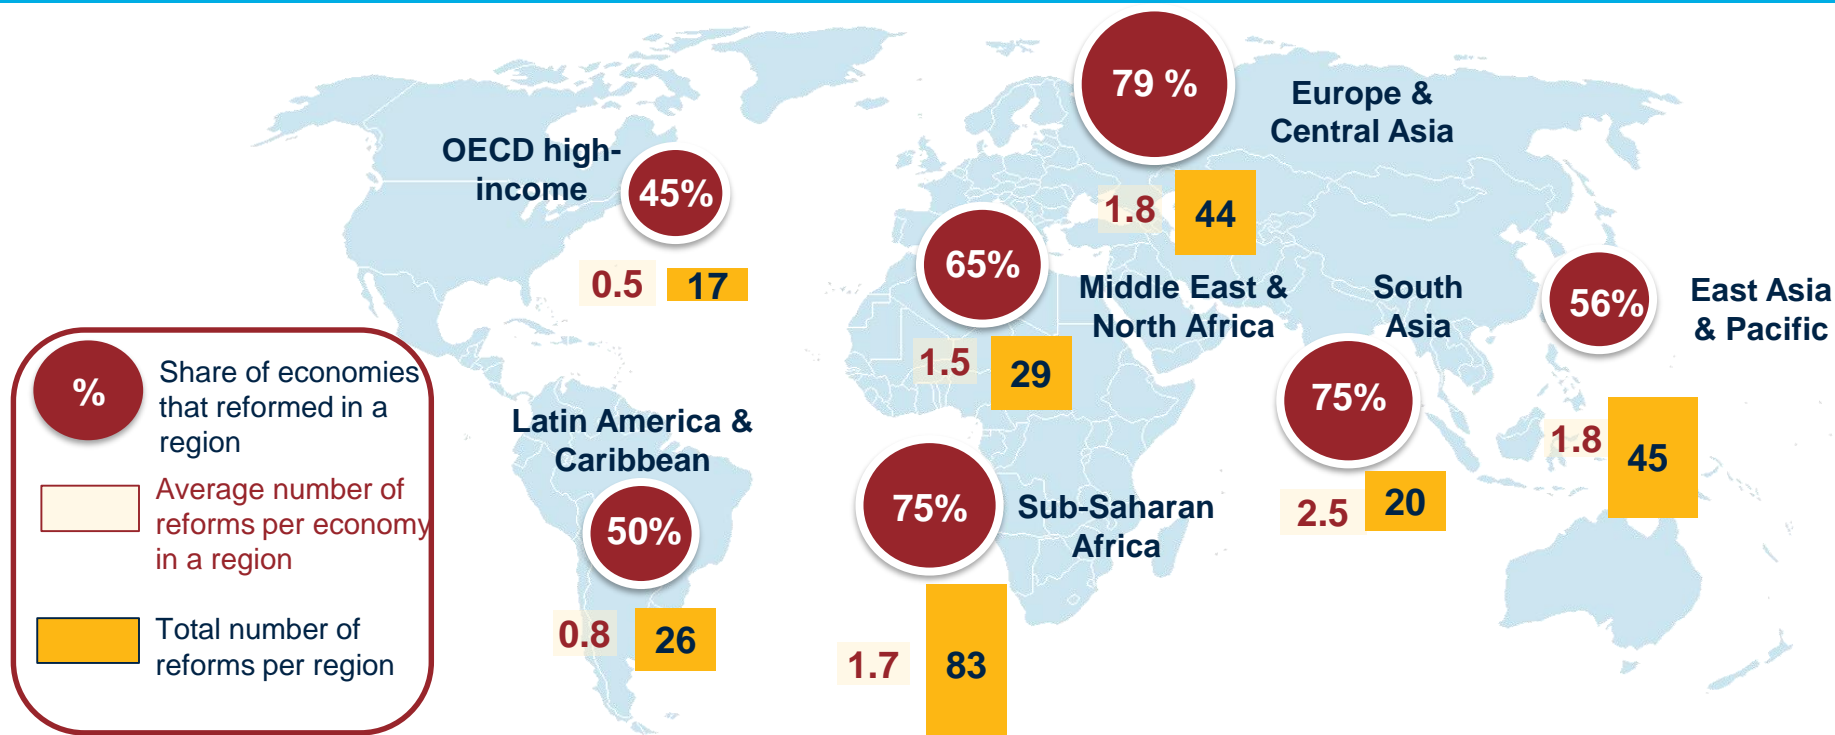 79 %
Europe &
Central Asia
1.8
44
OECD high-
income
45%
0.5
17
65%
Middle East &
North Africa
1.5
29
South
Asia
75%
2.5
20
56%
East Asia
& Pacific
1.8
45
Latin America &
Caribbean
50%
0.8
26
75%
Sub-Saharan
Africa
1.7
83
%
Share of economies
that reformed in a
region
Average number of
reforms per economy
in a region
Total number of
reforms per region